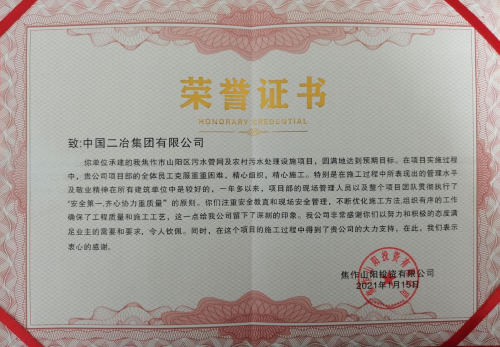 荣誉证书
HONORARY CREDENTIAL
致:中国二冶集团有限公司
你单位承建的我焦作市山阳区污水管网及农村污水处理设施项目，圆满地达到预期目标。在项目实施过程
中，贵公司项目部的全体员工克服重重困难，精心组织，精心施工。特别是在施工过程中所表现出的管理水平
及敬业精神在所有建筑单位中是较好的，一年多以来，项目部的现场管理人员以及整个项目团队贯彻执行了
“安全第一,齐心协力重质量”的原则。你们注重安全教育和现场安全管理，不断优化施工方法,组织有序的工作
确保了工程质量和施工工艺，这一点给我公司留下了深刻的印象。我公司非常感谢你们以努力和积极的态度满
足业主的需要和要求，令人钦佩。同时，在这个项目的施工过程中得到了贵公司的大力支持，在此，我们表示
衷心的感谢。
焦作山阳投资有限公司
2021年1月15日